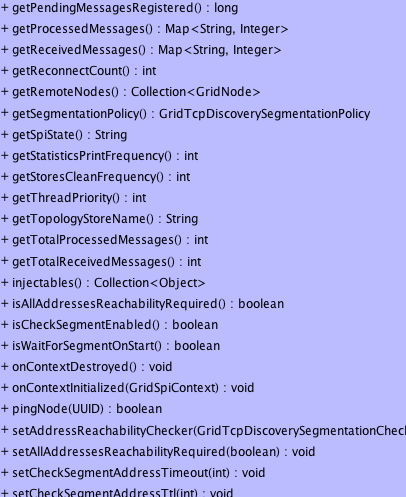 + getPendingMessagesRegistered() : long
+ getProcessedMessages() : Map<String, Integer>
+ getReceivedMessages() : Map<String, Integer>
+ getReconnectCount() : int
+ getRemoteNodes() : Collection<GridNode>
+ getSegmentationPolicy() : GridTcpDiscoverySegmentationPolicy
+ getSpiState() : String
+ getStatisticsPrintFrequency() : int
+ getStoresCleanFrequency() : int
+ getThreadPriority() : int
+ getTopologyStoreName() : String
+ getTotalProcessedMessages() : int
+ getTotalReceivedMessages() : int
+ injectables() : Collection<Object>
+ isAllAddressesReachabilityRequired() : boolean
+ isCheckSegmentEnabled() : boolean
+ isWaitForSegmentOnStart() : boolean
+ onContextDestroyed() : void
+ onContextInitialized(GridSpiContext) : void
+ pingNode(UUID) : boolean
+ setAddressReachabilityChecker(GridTcpDiscoverySegmentationChec
+ setAllAddressesReachabilityRequired(boolean) : void
+ setCheckSegmentAddressTimeout(int) : void
+ setCheckSegmentAddressTtl(int) : void